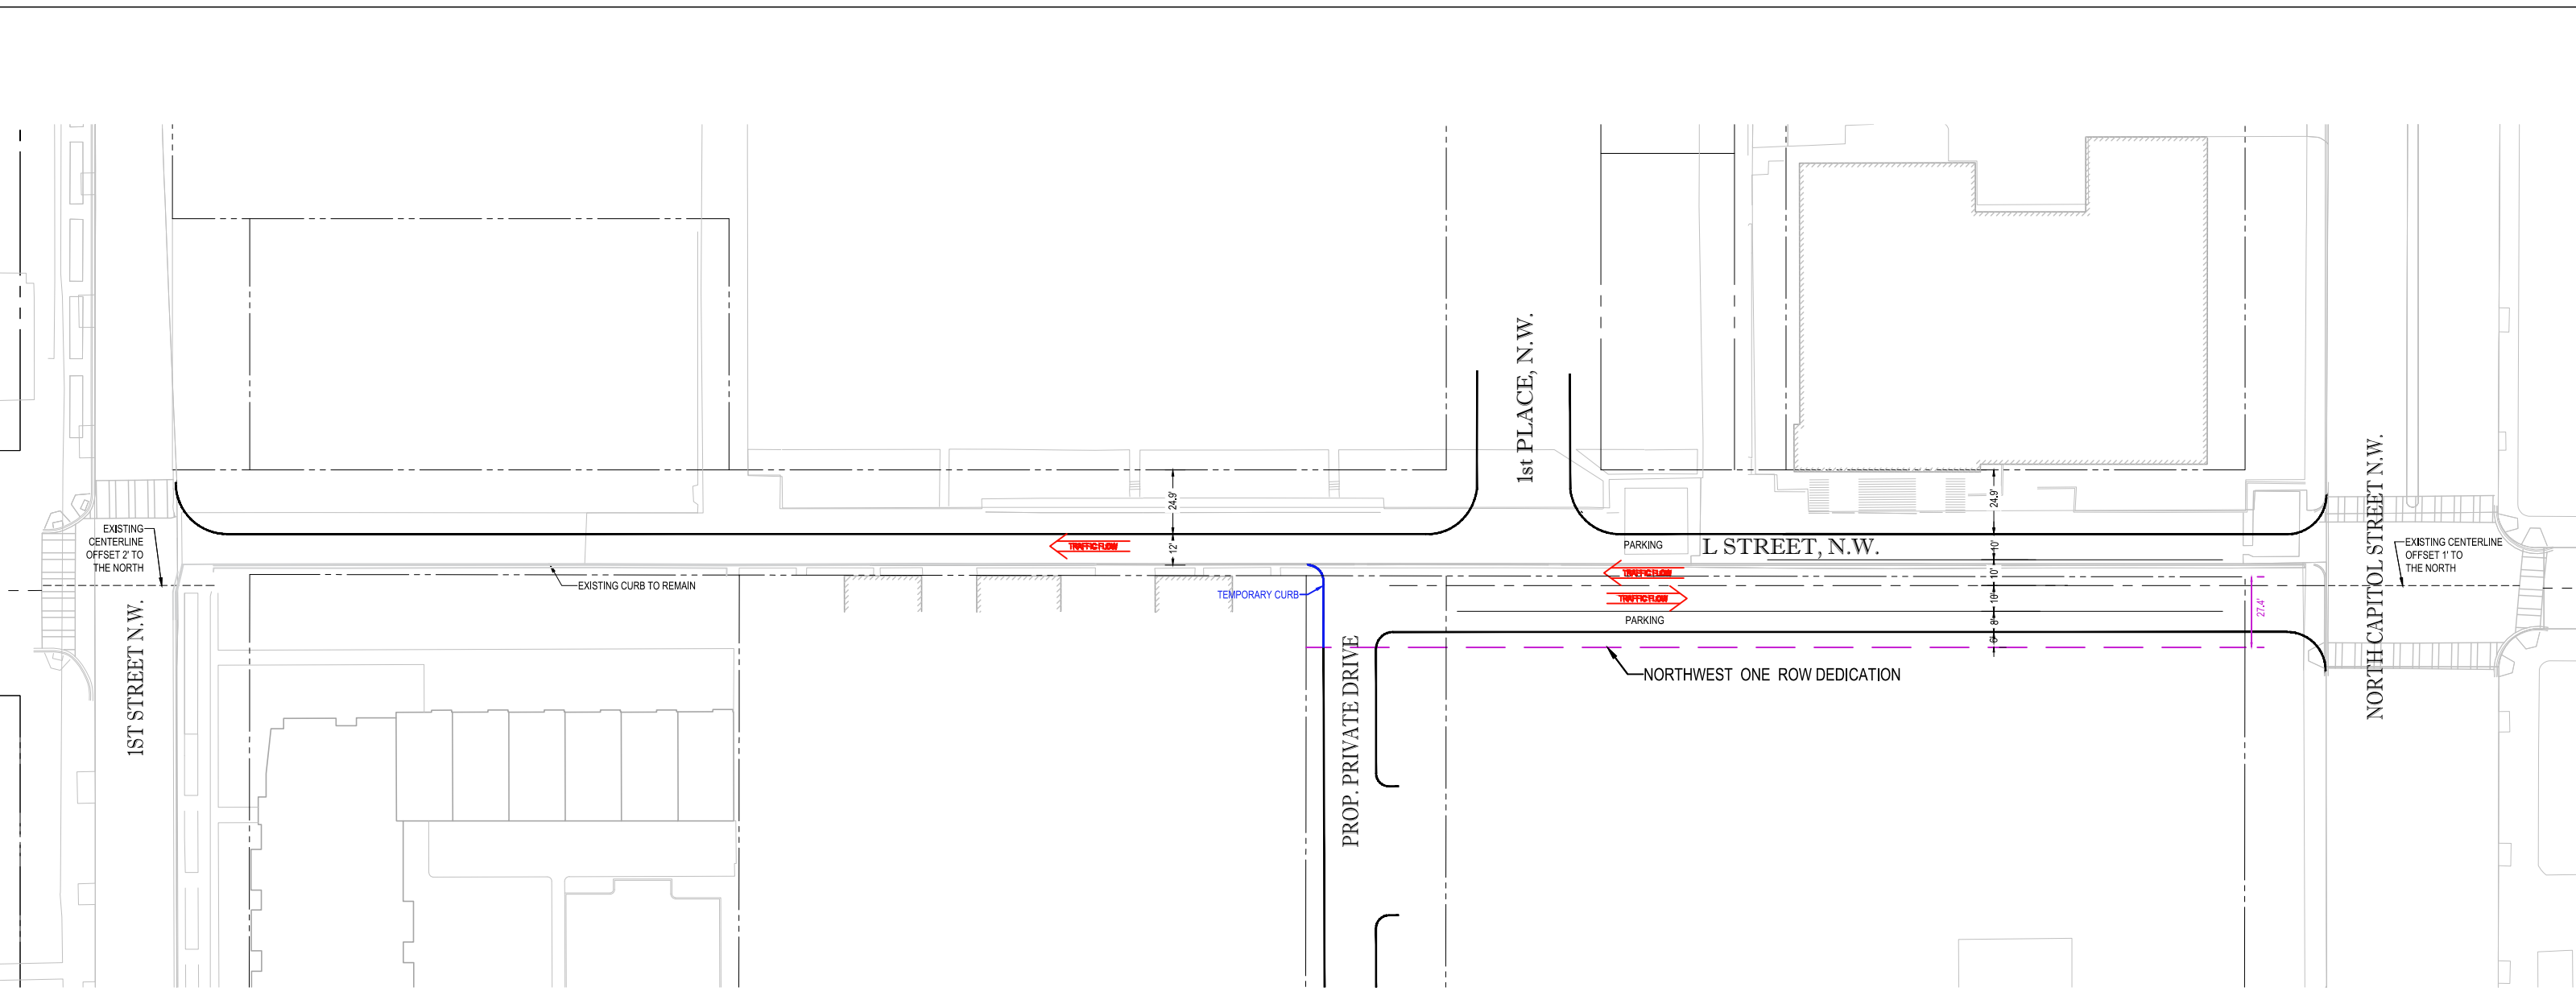 1st PLACE, N.W.
24.9'
24.9'
EXISTING
CENTERLINE
OFFSET 2' TO
THE NORTH
TRAFFIC FLOW
12'
PARKING
L STREET, N.W.
10'
EXISTING CENTERLINE
OFFSET 1' TO
THE NORTH
NORTH CAPITOL STREET N.W.
EXISTING CURB TO REMAIN
TRAFFIC FLOW
10'
TEMPORARY CURB
TRAFFIC FLOW
10'
27.4'
PARKING
8'
6'
1ST STREET N.W.
PROP. PRIVATE DRIVE
NORTHWEST ONE ROW DEDICATION